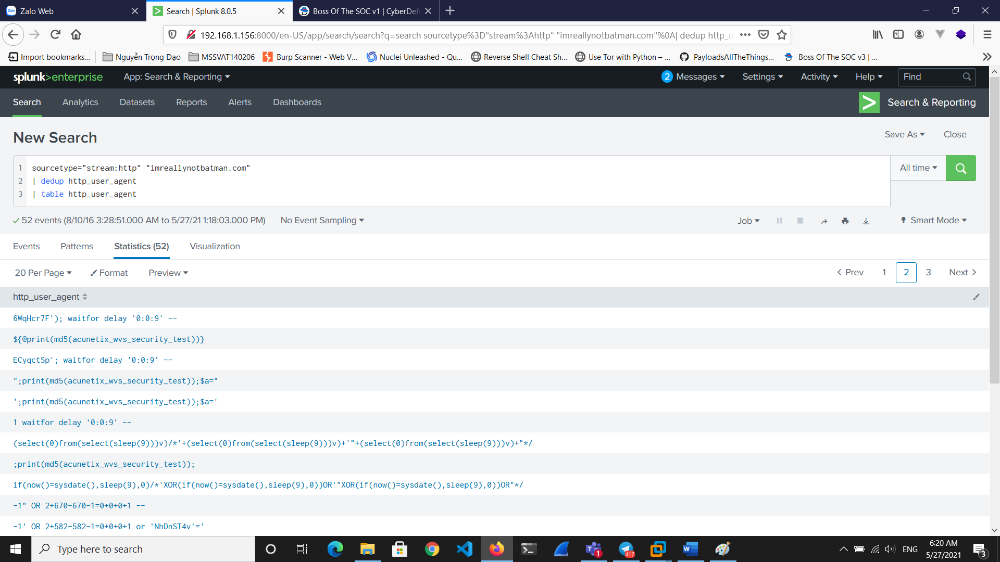 Zalo Web
Search | Splunk 8.0.5
Boss Of The SOC v1 | CyberDefe
192.168.1.156:8000/en-US/app/search/search?q=search sourcetype%3D"stream%3Ahttp" "imreallynotbatman.com"%0A| dedup http_u
Import bookmarks...
Nguyễn Trọng Đạo
MSSVAT140206
Burp Scanner - Web V...
Nuclei Unleashed - Qu...
Reverse Shell Cheat Sh...
Use Tor with Python – ...
PayloadsAllTheThings...
Boss Of The SOC v3 | ...
splunk>enterprise
App: Search & Reporting
2 Messages
Settings
Activity
Help
Find
Search
Analytics
Datasets
Reports
Alerts
Dashboards
Search & Reporting
New Search
Save As
Close
1 sourcetype="stream:http" "imreallynotbatman.com"
2 | dedup http_user_agent
3 | table http_user_agent
All time
52 events (8/10/16 3:28:51.000 AM to 5/27/21 1:18:03.000 PM)
No Event Sampling
Job
Smart Mode
Events
Patterns
Statistics (52)
Visualization
20 Per Page
Format
Preview
Prev
1
2
3
Next
http_user_agent
6WqHcr7F'); waitfor delay '0:0:9' --
${@print(md5(acunetix_wvs_security_test))}
ECyqctSp'; waitfor delay '0:0:9' --
";print(md5(acunetix_wvs_security_test));$a="
';print(md5(acunetix_wvs_security_test));$a='
1 waitfor delay '0:0:9' --
(select(0)from(select(sleep(9)))v)/*'+(select(0)from(select(sleep(9)))v)+'"+(select(0)from(select(sleep(9)))v)+"*/
;print(md5(acunetix_wvs_security_test));
if(now()=sysdate(),sleep(9),0)/*'XOR(if(now()=sysdate(),sleep(9),0))OR'"XOR(if(now()=sysdate(),sleep(9),0))OR"*/
-1" OR 2+670-670-1=0+0+0+1 --
-1' OR 2+582-582-1=0+0+0+1 or 'NhDnST4v'='
Type here to search
1
417
ENG
6:20 AM
5/27/2021
3